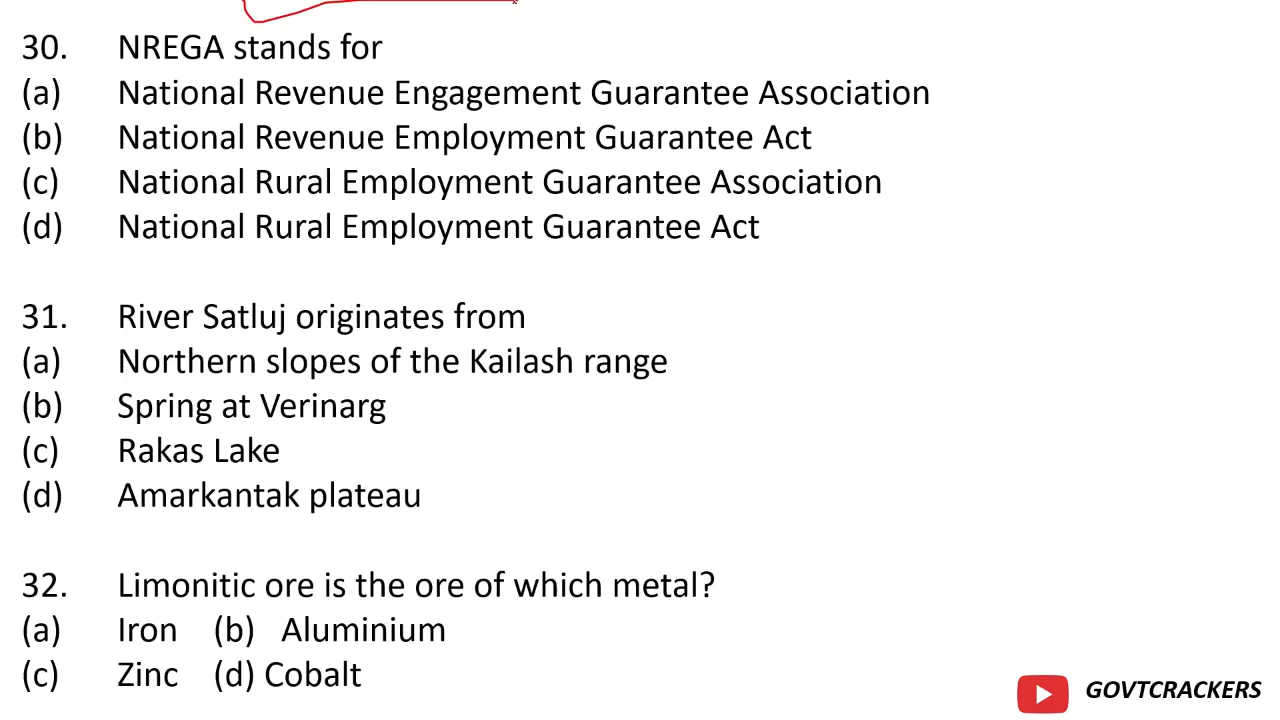 30. NREGA stands for
(a) National Revenue Engagement Guarantee Association
(b) National Revenue Employment Guarantee Act
(c) National Rural Employment Guarantee Association
(d) National Rural Employment Guarantee Act
31. River Satluj originates from
(a) Northern slopes of the Kailash range
(b) Spring at Verinarg
(c) Rakas Lake
(d) Amarkantak plateau
32. Limonitic ore is the ore of which metal?
(a) Iron (b) Aluminium
(c) Zinc (d) Cobalt
GOVTCRACKERS